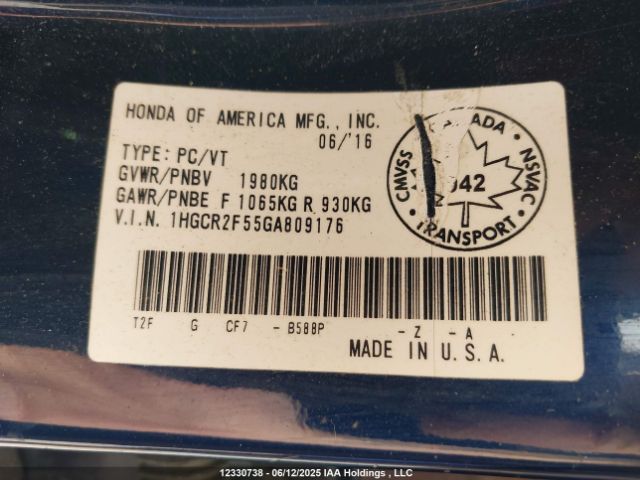 HONDA OF AMERICA MFG., INC.
06/'16
TYPE: PC/VT
GVWR/PNBV 1980KG
GAWR/PNBE F 1065KG R 930KG
V.I.N. 1HGCR2F55GA809176
CANADA
CMVSS
NSVAC
042
TRANSPORT
T2F G CF7 - B588P - Z - A
MADE IN U.S.A.
12330738 - 06/12/2025 IAA Holdings , LLC